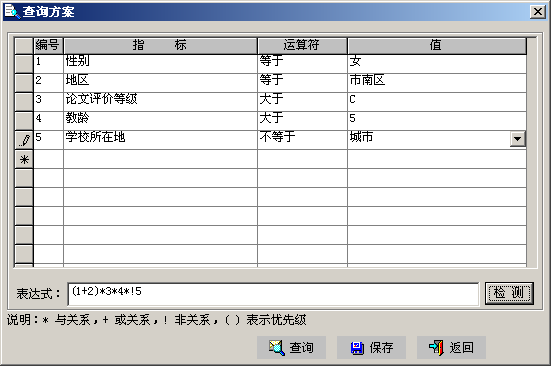 查询方案
编号 指 标 运算符 值
1 性别 等于 女
2 地区 等于 市南区
3 论文评价等级 大于 C
4 教龄 大于 5
5 学校所在地 不等于 城市
表达式： (1+2)*3*4*!5 检 测
说明：* 与关系，+ 或关系，! 非关系，( ) 表示优先级
查询 保存 返回